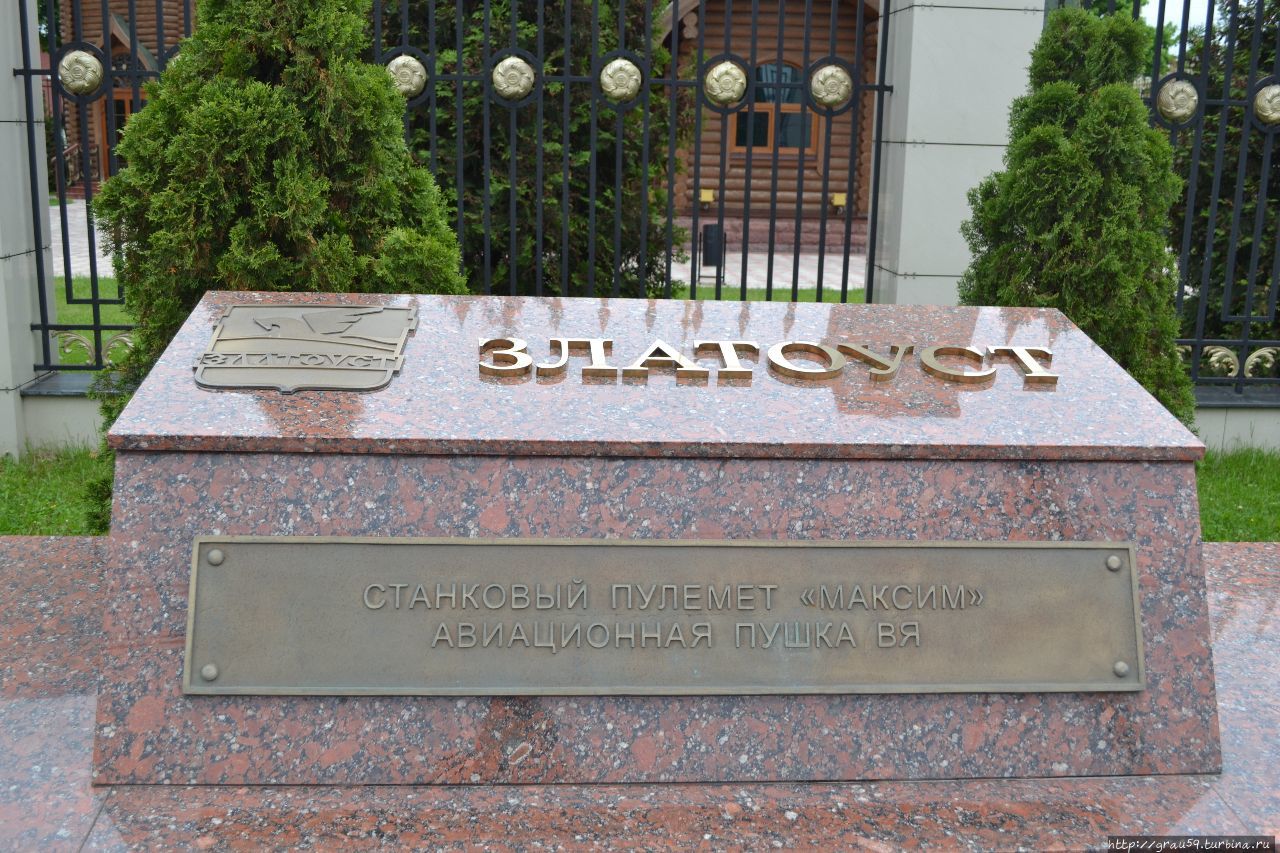 ЗЛАТОУСТ
ЗЛАТОУСТ
СТАНКОВЫЙ ПУЛЕМЕТ «МАКСИМ»
АВИАЦИОННАЯ ПУШКА ВЯ
http://grau59.turbina.ru